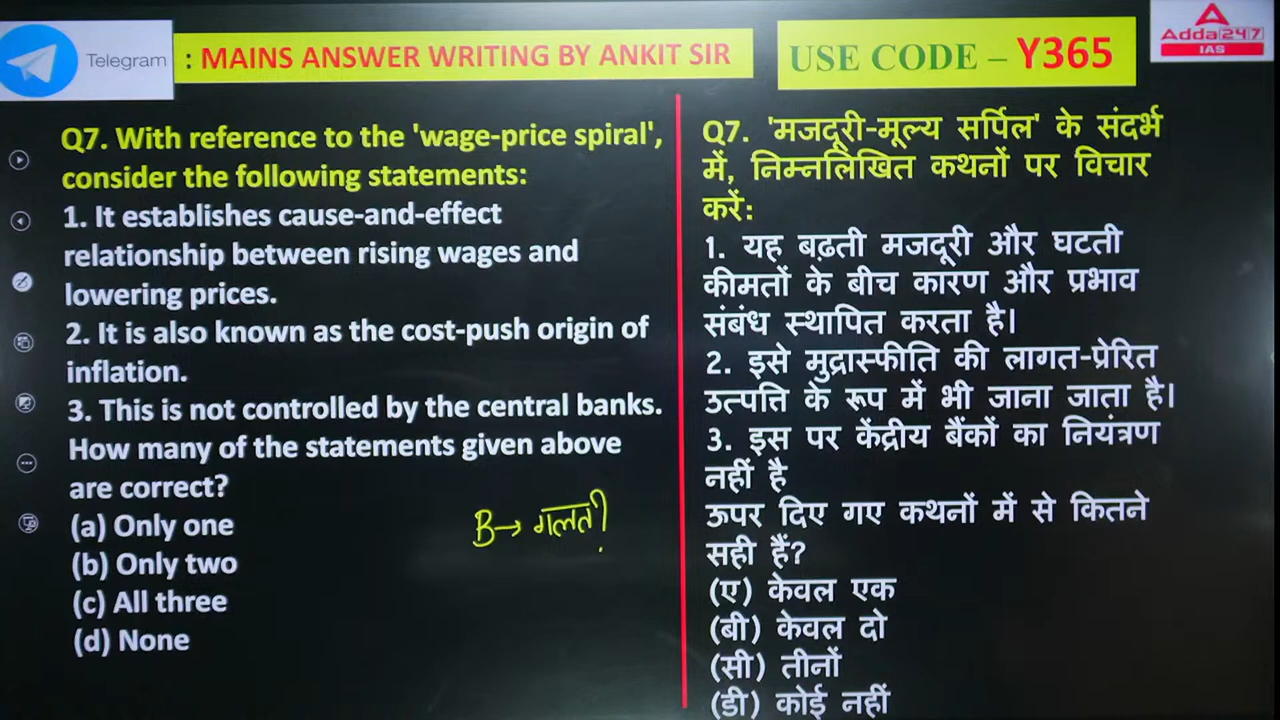 Telegram
: MAINS ANSWER WRITING BY ANKIT SIR
USE CODE – Y365
Adda247
IAS
Q7. With reference to the 'wage-price spiral',
consider the following statements:
1. It establishes cause-and-effect
relationship between rising wages and
lowering prices.
2. It is also known as the cost-push origin of
inflation.
3. This is not controlled by the central banks.
How many of the statements given above
are correct?
(a) Only one
(b) Only two
(c) All three
(d) None
B→ गलती
Q7. 'मजदूरी-मूल्य सर्पिल' के संदर्भ
में, निम्नलिखित कथनों पर विचार
करें:
1. यह बढ़ती मजदूरी और घटती
कीमतों के बीच कारण और प्रभाव
संबंध स्थापित करता है।
2. इसे मुद्रास्फीति की लागत-प्रेरित
उत्पत्ति के रूप में भी जाना जाता है।
3. इस पर केंद्रीय बैंकों का नियंत्रण
नहीं है
ऊपर दिए गए कथनों में से कितने
सही हैं?
(ए) केवल एक
(बी) केवल दो
(सी) तीनों
(डी) कोई नहीं